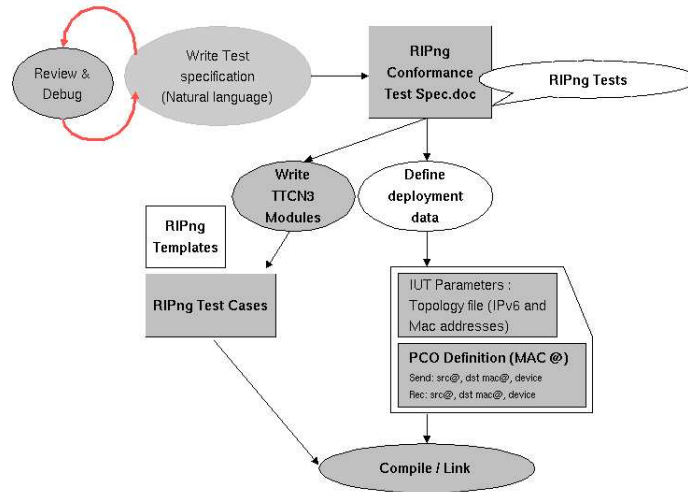 Review &
Debug
Write Test
specification
(Natural language)
RIPng
Conformance
Test Spec.doc
RIPng Tests
Write
TTCN3
Modules
Define
deployment
data
RIPng
Templates
RIPng Test Cases
IUT Parameters :
Topology file (IPv6 and
Mac addresses)
PCO Definition (MAC @)
Send: src@, dst mac@, device
Rec: src@, dst mac@, device
Compile / Link